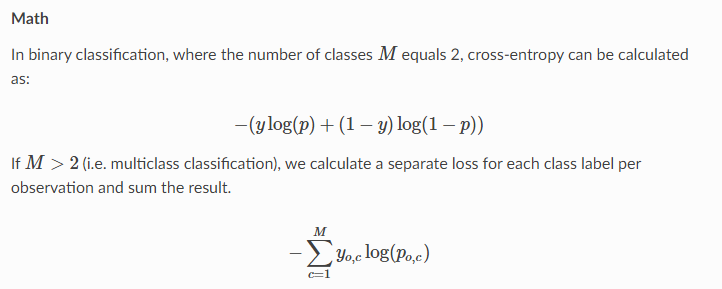 Math
In binary classification, where the number of classes M equals 2, cross-entropy can be calculated
as:
−(y log(p) + (1 − y) log(1 − p))
If M > 2 (i.e. multiclass classification), we calculate a separate loss for each class label per
observation and sum the result.
M
− ∑ y_{o,c} log(p_{o,c})
c=1